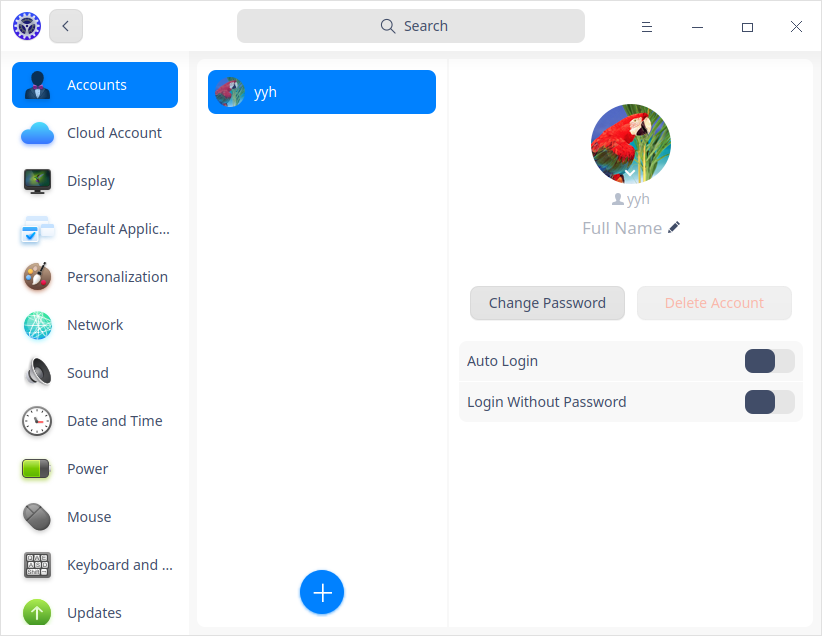 Search
Accounts
Cloud Account
Display
Default Applic...
Personalization
Network
Sound
Date and Time
Power
Mouse
Keyboard and ...
Updates
yyh
yyh
Full Name
Change Password
Delete Account
Auto Login
Login Without Password